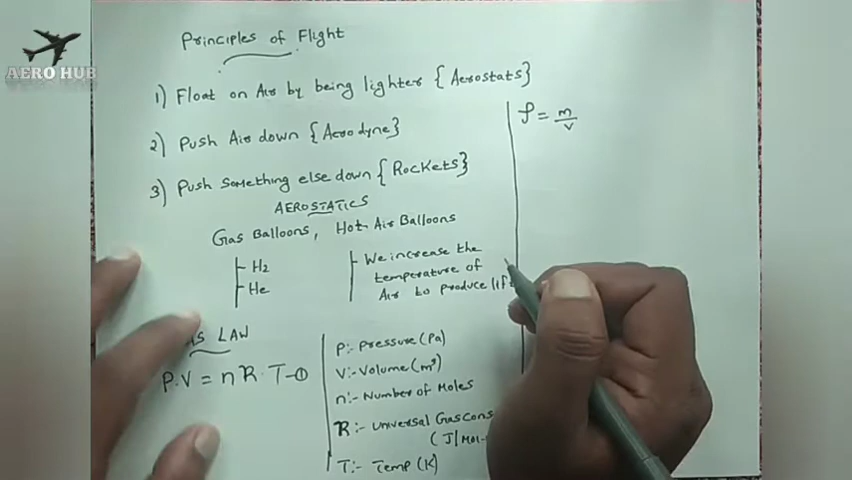 AERO HUB
Principles of Flight
1) Float on Air by being lighter {Aerostats}
2) Push Air down {Aerodyne}
3) Push Something else down {Rockets}
AEROSTATICS
Gas Balloons, Hot Air Balloons
H2
He
We increase the
temperature of
Air to produce
LAW
P.V = n R. T-①
P:- Pressure (Pa)
V:- Volume (m³)
n:- Number of Moles
R:- Universal Gas
T:- Temp (K)
ρ = m/v